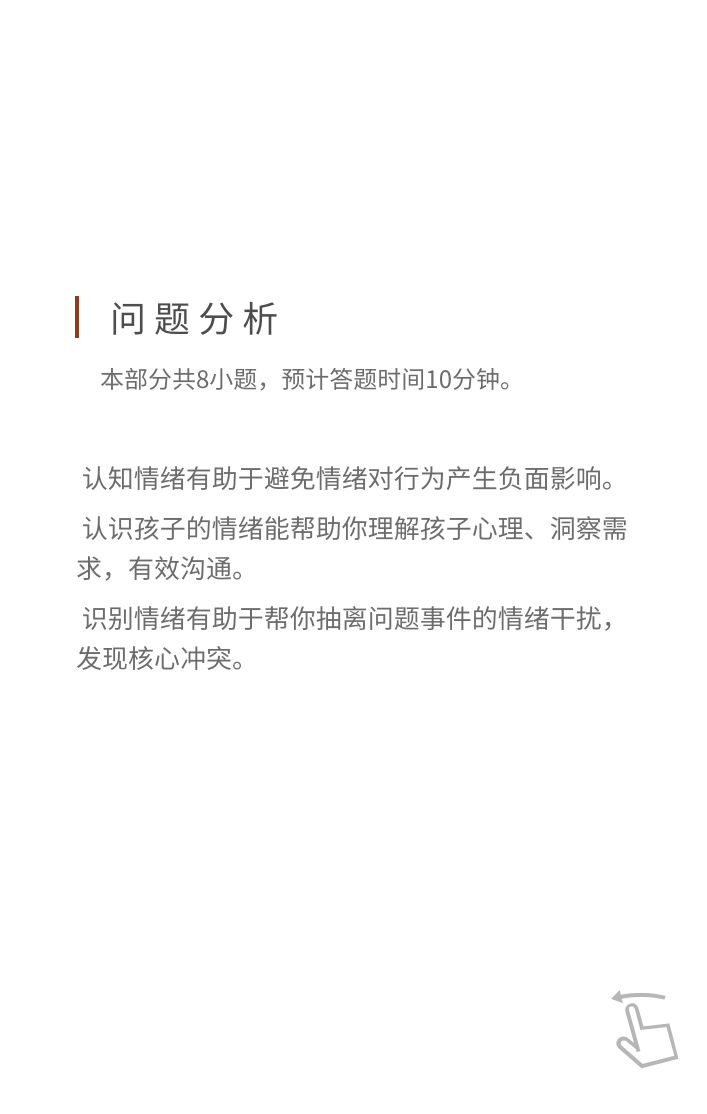 问题分析
本部分共8小题，预计答题时间10分钟。
认知情绪有助于避免情绪对行为产生负面影响。
认识孩子的情绪能帮助你理解孩子心理、洞察需
求，有效沟通。
识别情绪有助于帮你抽离问题事件的情绪干扰，
发现核心冲突。